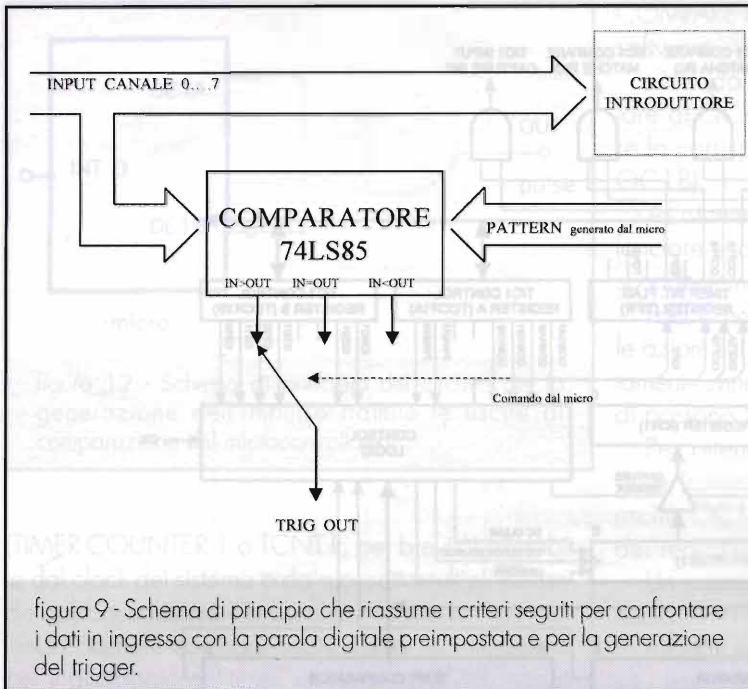 INPUT CANALE 0....7
CIRCUITO
INTRODUTTORE
COMPARATORE
74LS85
IN>OUT IN=OUT IN<OUT
PATTERN generato dal micro
Comando dal micro
TRIG OUT
figura 9 - Schema di principio che riassume i criteri seguiti per confrontare
i dati in ingresso con la parola digitale preimpostata e per la generazione
del trigger.